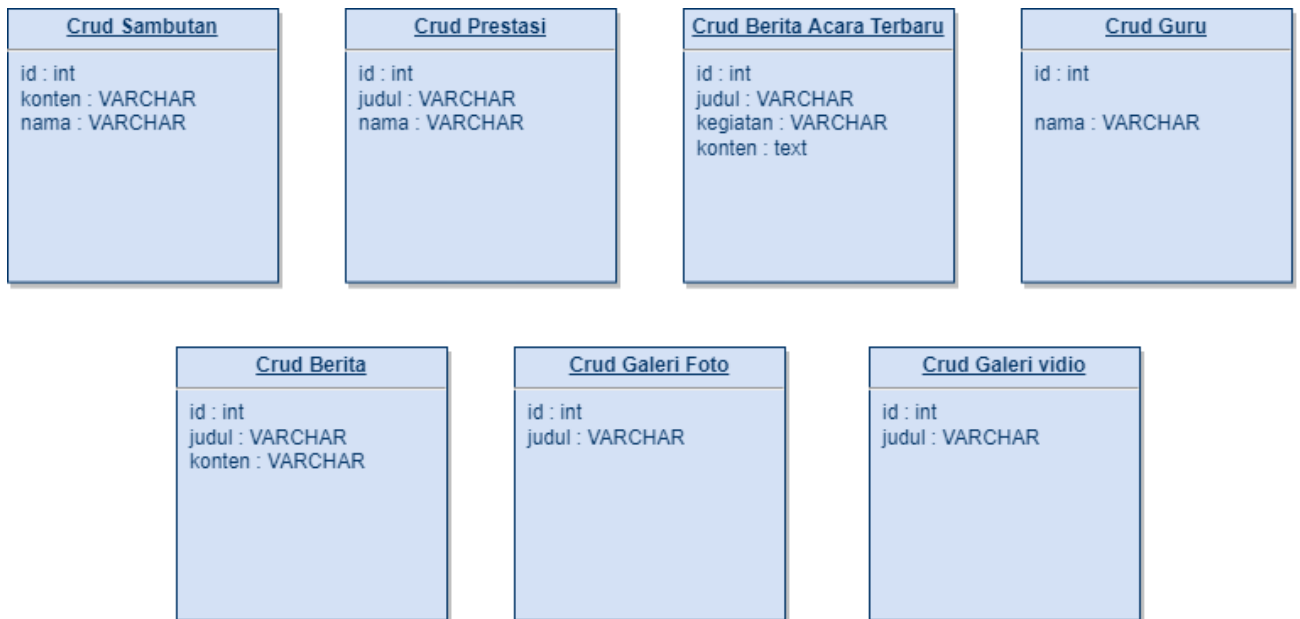 Crud Sambutan
id : int
konten : VARCHAR
nama : VARCHAR
Crud Prestasi
id : int
judul : VARCHAR
nama : VARCHAR
Crud Berita Acara Terbaru
id : int
judul : VARCHAR
kegiatan : VARCHAR
konten : text
Crud Guru
id : int
nama : VARCHAR
Crud Berita
id : int
judul : VARCHAR
konten : VARCHAR
Crud Galeri Foto
id : int
judul : VARCHAR
Crud Galeri vidio
id : int
judul : VARCHAR